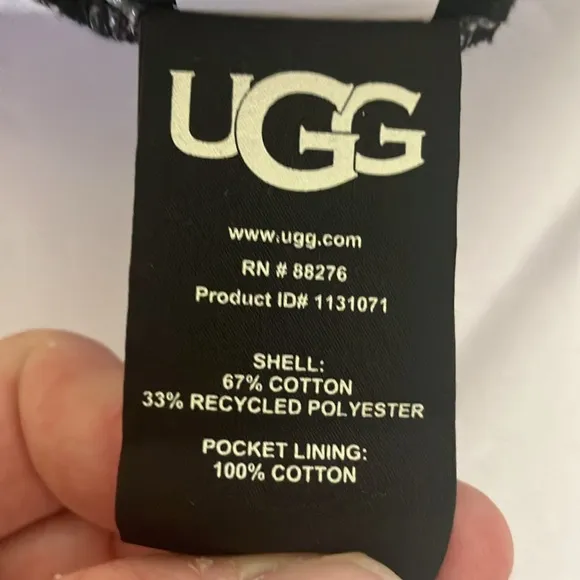 UGG
www.ugg.com
RN # 88276
Product ID# 1131071
SHELL:
67% COTTON
33% RECYCLED POLYESTER
POCKET LINING:
100% COTTON